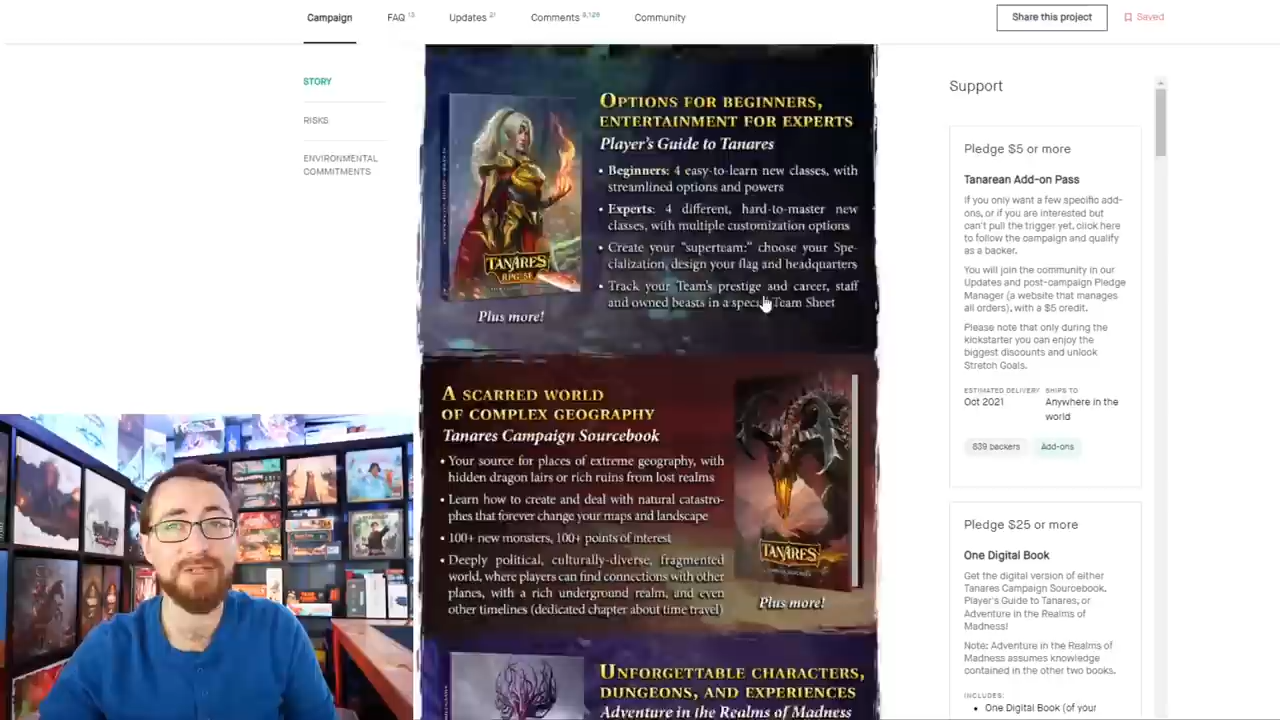 Campaign
FAQ 13
Updates 21
Comments 9,126
Community
Share this project
Saved
STORY
RISKS
ENVIRONMENTAL
COMMITMENTS
OPTIONS FOR BEGINNERS,
ENTERTAINMENT FOR EXPERTS
Player's Guide to Tanares
• Beginners: 4 easy-to-learn new classes, with
streamlined options and powers
• Experts: 4 different, hard-to-master new
classes, with multiple customization options
• Create your "superteam:" choose your Spe-
cialization, design your flag and headquarters
• Track your Team's prestige and career, staff
and owned beasts in a special Team Sheet
TANARES
RPG 5E
Plus more!
A SCARRED WORLD
OF COMPLEX GEOGRAPHY
Tanares Campaign Sourcebook
• Your source for places of extreme geography, with
hidden dragon lairs or rich ruins from lost realms
• Learn how to create and deal with natural catastro-
phes that forever change your maps and landscape
• 100+ new monsters, 100+ points of interest
• Deeply political, culturally-diverse, fragmented
world, where players can find connections with other
planes, with a rich underground realm, and even
other timelines (dedicated chapter about time travel)
TANARES
Plus more!
UNFORGETTABLE CHARACTERS,
DUNGEONS, AND EXPERIENCES
Adventure in the Realms of Madness
Support
Pledge $5 or more
Tanarean Add-on Pass
If you only want a few specific add-
ons, or if you are interested but
can't pull the trigger yet, click here
to follow the campaign and qualify
as a backer.
You will join the community in our
Updates and post-campaign Pledge
Manager (a website that manages
all orders), with a $5 credit.
Please note that only during the
kickstarter you can enjoy the
biggest discounts and unlock
Stretch Goals.
ESTIMATED DELIVERY
Oct 2021
SHIPS TO
Anywhere in the
world
639 backers
Add-ons
Pledge $25 or more
One Digital Book
Get the digital version of either
Tanares Campaign Sourcebook,
Player's Guide to Tanares, or
Adventure in the Realms of
Madness!
Note: Adventure in the Realms of
Madness assumes knowledge
contained in the other two books.
INCLUDES:
• One Digital Book (of your